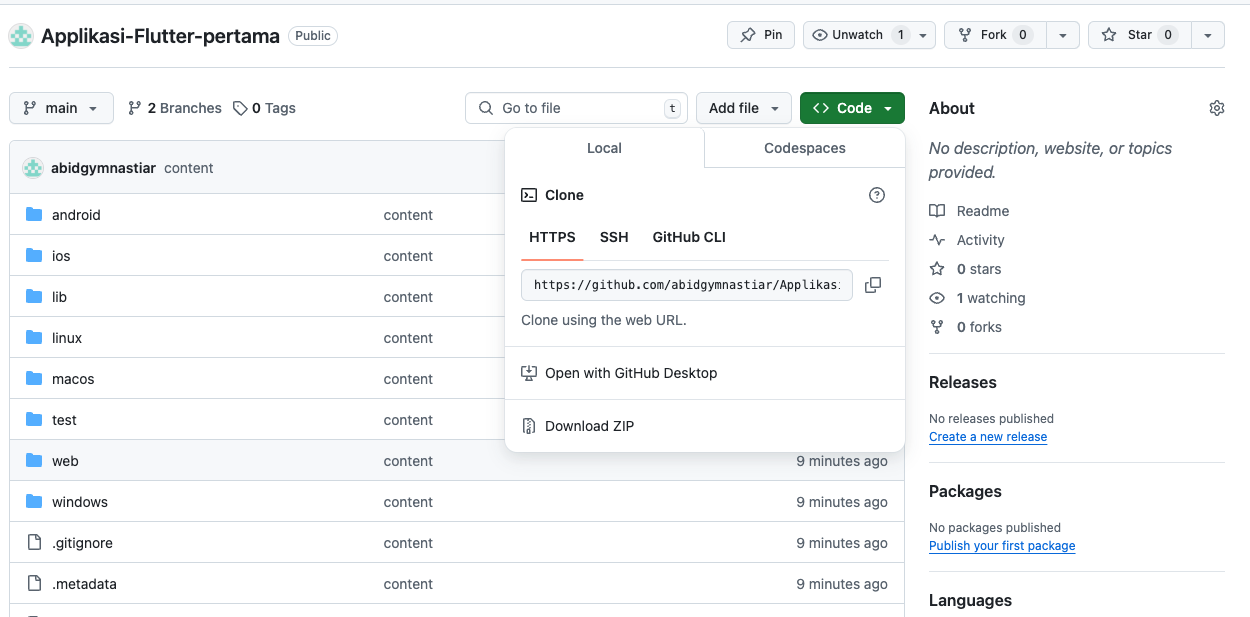 Applikasi-Flutter-pertama Public
Pin
Unwatch 1
Fork 0
Star 0
main
2 Branches
0 Tags
Go to file t
Add file
Code
abidgymnastiar content
android content
ios content
lib content
linux content
macos content
test content
web content 9 minutes ago
windows content 9 minutes ago
.gitignore content 9 minutes ago
.metadata content 9 minutes ago
Local Codespaces
Clone
HTTPS SSH GitHub CLI
https://github.com/abidgymnastiar/Applikasi
Clone using the web URL.
Open with GitHub Desktop
Download ZIP
About
No description, website, or topics
provided.
Readme
Activity
0 stars
1 watching
0 forks
Releases
No releases published
Create a new release
Packages
No packages published
Publish your first package
Languages